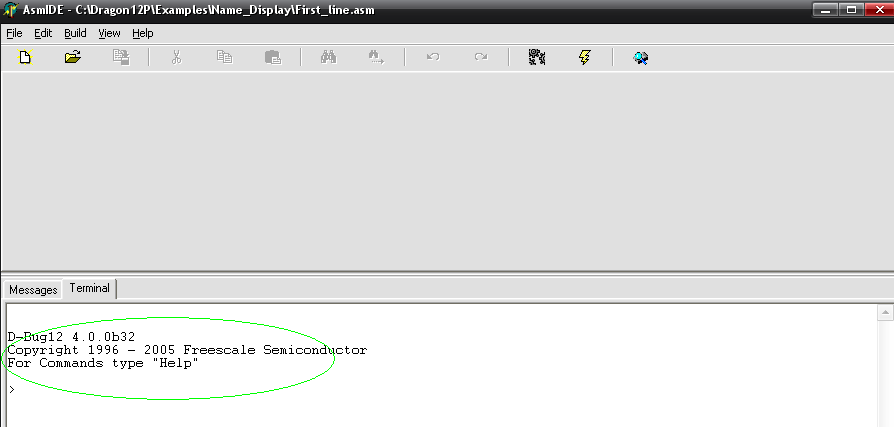 AsmIDE - C:\Dragon12P\Examples\Name_Display\First_line.asm
File Edit Build View Help
Messages Terminal
D-Bug12 4.0.0b32
Copyright 1996 - 2005 Freescale Semiconductor
For Commands type "Help"
>